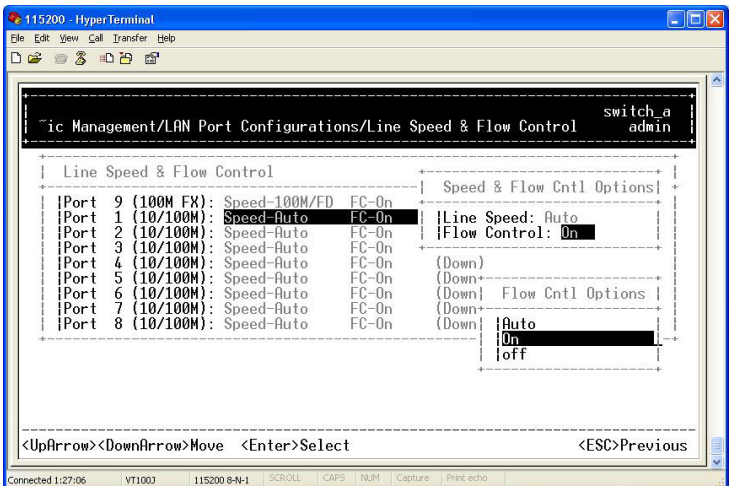 115200 - HyperTerminal
File Edit View Call Transfer Help
switch_a
~ic Management/LAN Port Configurations/Line Speed & Flow Control admin
Line Speed & Flow Control
Speed & Flow Cntl Options
Port 9 (100M FX): Speed-100M/FD FC-On
Port 1 (10/100M): Speed-Auto FC-On |Line Speed: Auto
Port 2 (10/100M): Speed-Auto FC-On |Flow Control: On
Port 3 (10/100M): Speed-Auto FC-On
Port 4 (10/100M): Speed-Auto FC-On (Down)
Port 5 (10/100M): Speed-Auto FC-On (Down
Port 6 (10/100M): Speed-Auto FC-On (Down| Flow Cntl Options
Port 7 (10/100M): Speed-Auto FC-On (Down
Port 8 (10/100M): Speed-Auto FC-On (Down| |Auto
|On
|off
<UpArrow><DownArrow>Move <Enter>Select <ESC>Previous
Connected 1:27:06 VT100J 115200 8-N-1 SCROLL CAPS NUM Capture Print echo